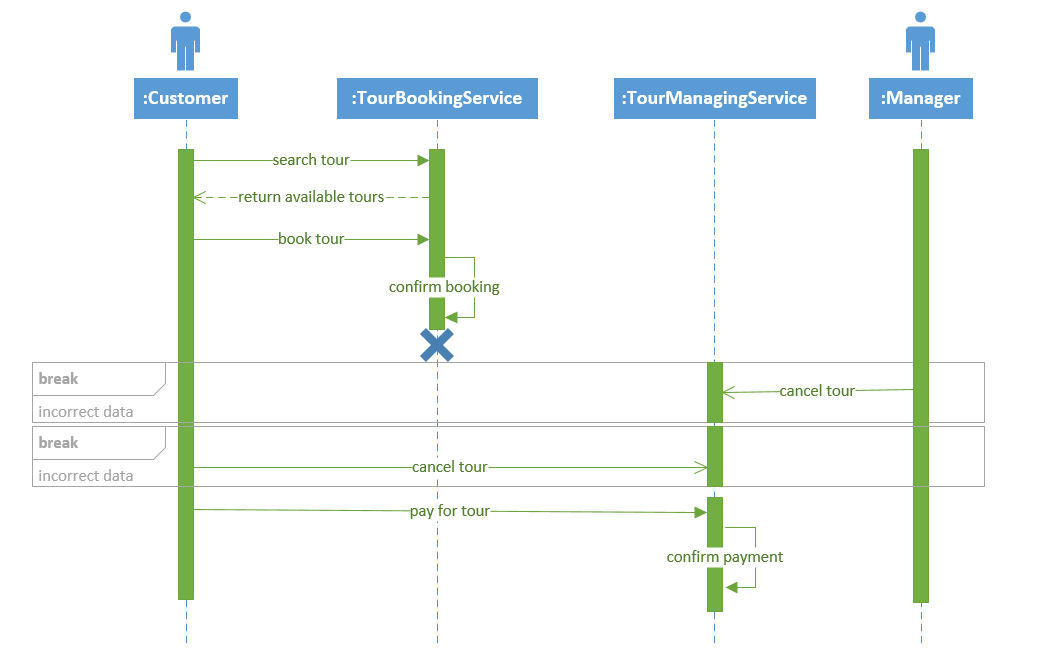 :Customer
:TourBookingService
:TourManagingService
:Manager
search tour
return available tours
book tour
confirm booking
break
cancel tour
incorrect data
break
cancel tour
incorrect data
pay for tour
confirm payment